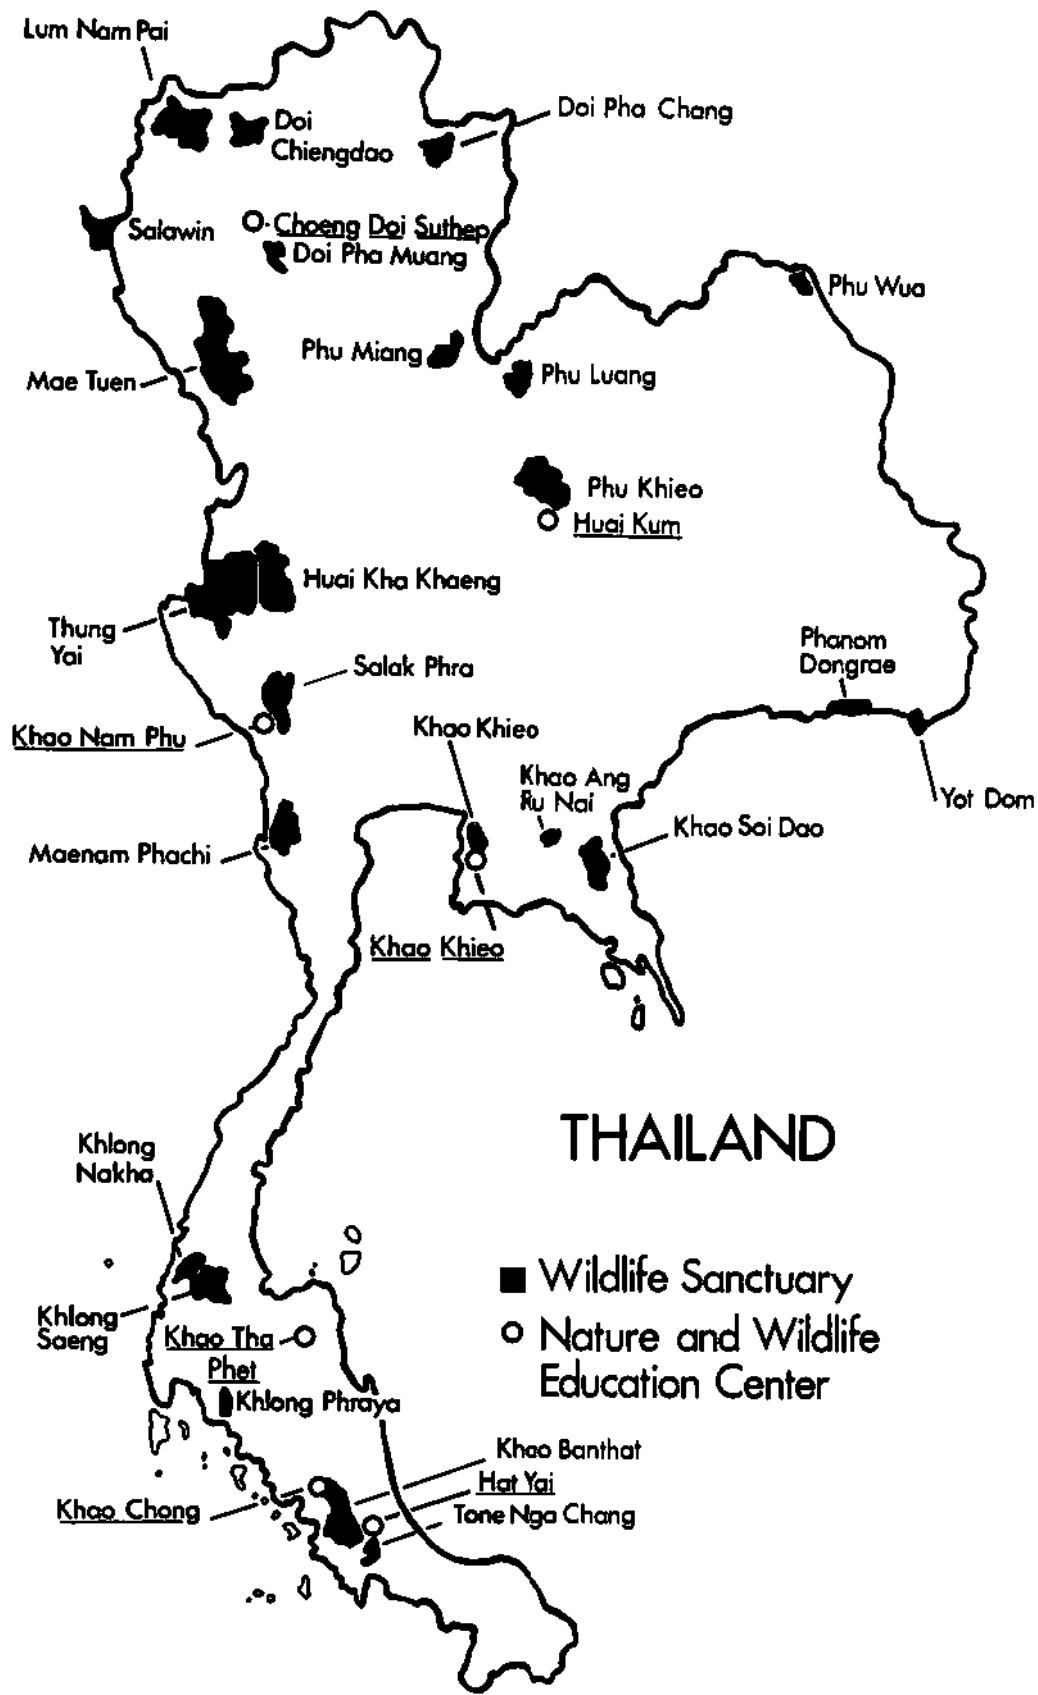 Lum Nam Pai
Doi Pha Chang
Doi
Chiengdao
Salawin
Choeng Doi Suthep
Doi Pha Muang
Phu Wua
Phu Miang
Phu Luang
Mae Tuen
Phu Khieo
Huai Kum
Huai Kha Khaeng
Thung
Yai
Phanom
Dongrae
Salak Phra
Khao Nam Phu
Khao Khieo
Khao Ang
Ru Nai
Yot Dom
Khao Soi Dao
Maenam Phachi
Khao Khieo
THAILAND
Khlong
Nakha
Wildlife Sanctuary
Khlong
Saeng
Khao Tha
Phet
Nature and Wildlife
Education Center
Khlong Phraya
Khao Banthat
Hat Yai
Khao Chong
Tone Nga Chang